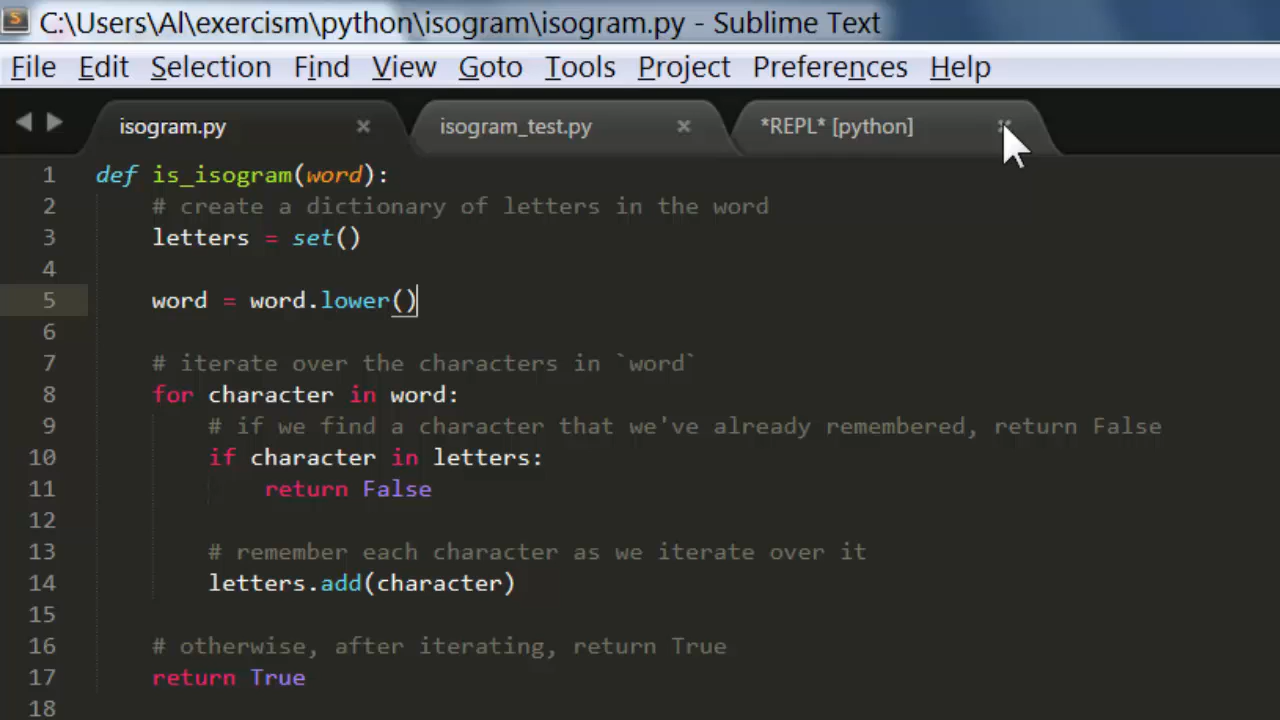 C:\Users\Al\exercism\python\isogram\isogram.py - Sublime Text
File Edit Selection Find View Goto Tools Project Preferences Help
isogram.py isogram_test.py *REPL* [python]
1 def is_isogram(word):
2 # create a dictionary of letters in the word
3 letters = set()
4
5 word = word.lower()
6
7 # iterate over the characters in `word`
8 for character in word:
9 # if we find a character that we've already remembered, return False
10 if character in letters:
11 return False
12
13 # remember each character as we iterate over it
14 letters.add(character)
15
16 # otherwise, after iterating, return True
17 return True
18